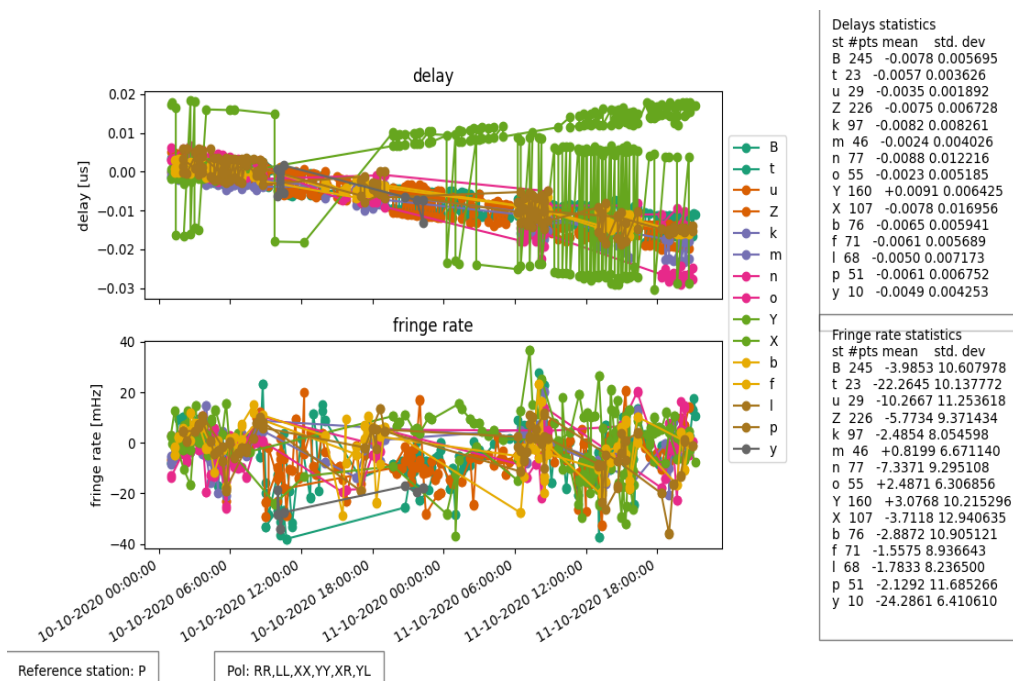 delay
0.02
0.01
0.00
−0.01
−0.02
−0.03
delay [us]
fringe rate
40
20
0
−20
−40
fringe rate [mHz]
10-10-2020 00:00:00
10-10-2020 06:00:00
10-10-2020 12:00:00
10-10-2020 18:00:00
11-10-2020 00:00:00
11-10-2020 06:00:00
11-10-2020 12:00:00
11-10-2020 18:00:00
B
t
u
Z
k
m
n
o
Y
X
b
f
l
p
y
Delays statistics
st #pts mean std. dev
B 245 -0.0078 0.005695
t 23 -0.0057 0.003626
u 29 -0.0035 0.001892
Z 226 -0.0075 0.006728
k 97 -0.0082 0.008261
m 46 -0.0024 0.004026
n 77 -0.0088 0.012216
o 55 -0.0023 0.005185
Y 160 +0.0091 0.006425
X 107 -0.0078 0.016956
b 76 -0.0065 0.005941
f 71 -0.0061 0.005689
l 68 -0.0050 0.007173
p 51 -0.0061 0.006752
y 10 -0.0049 0.004253
Fringe rate statistics
st #pts mean std. dev
B 245 -3.9853 10.607978
t 23 -22.2645 10.137772
u 29 -10.2667 11.253618
Z 226 -5.7734 9.371434
k 97 -2.4854 8.054598
m 46 +0.8199 6.671140
n 77 -7.3371 9.295108
o 55 +2.4871 6.306856
Y 160 +3.0768 10.215296
X 107 -3.7118 12.940635
b 76 -2.8872 10.905121
f 71 -1.5575 8.936643
l 68 -1.7833 8.236500
p 51 -2.1292 11.685266
y 10 -24.2861 6.410610
Reference station: P
Pol: RR,LL,XX,YY,XR,YL